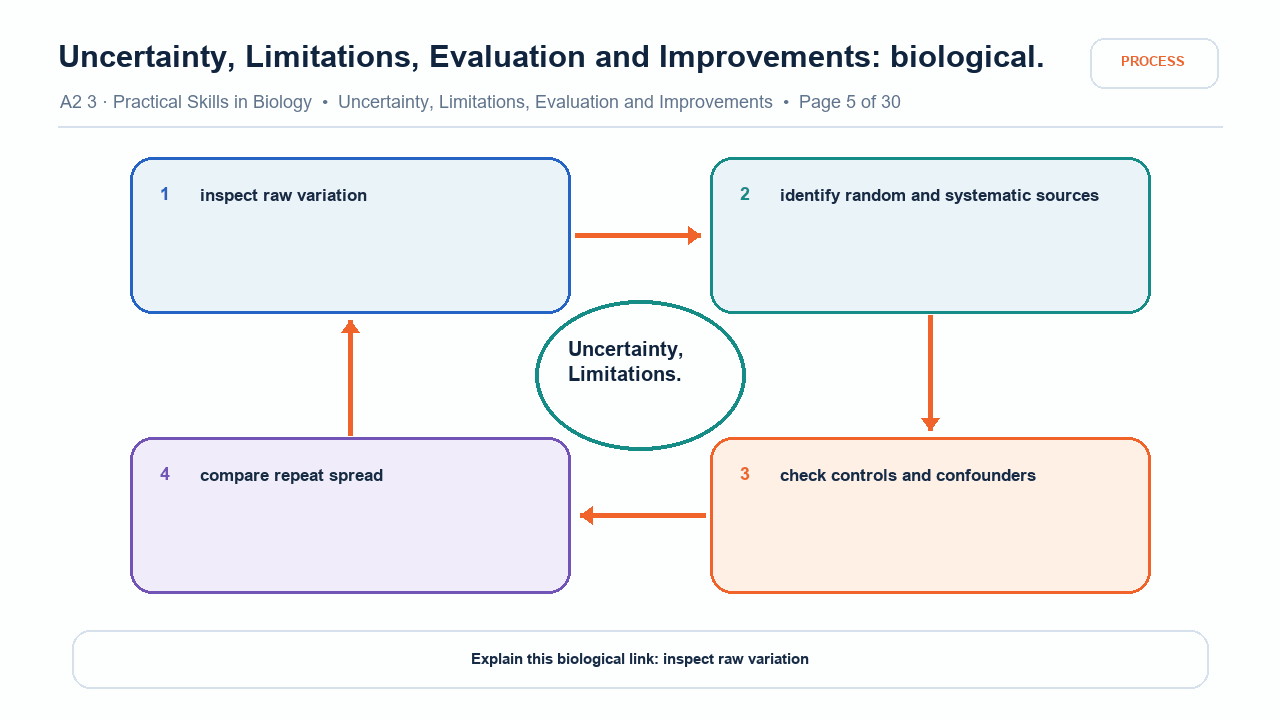 Uncertainty, Limitations, Evaluation and Improvements: biological.
PROCESS
A2 3 · Practical Skills in Biology • Uncertainty, Limitations, Evaluation and Improvements • Page 5 of 30
1 inspect raw variation
2 identify random and systematic sources
Uncertainty,
Limitations.
4 compare repeat spread
3 check controls and confounders
Explain this biological link: inspect raw variation